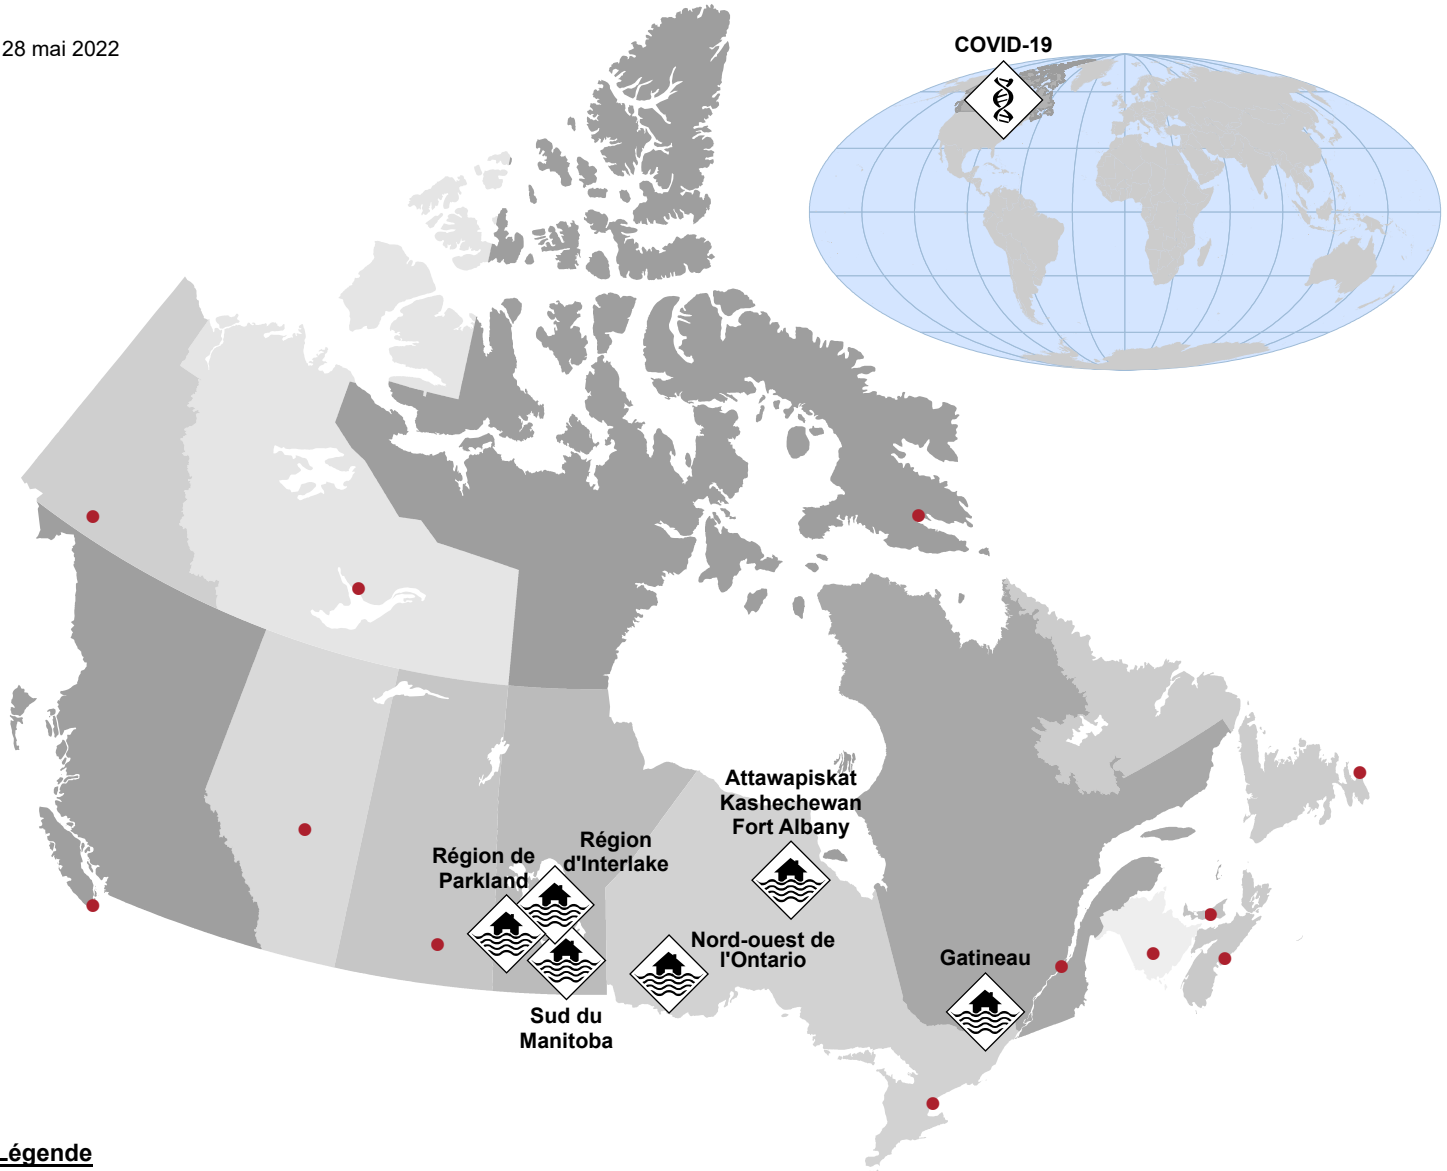 28 mai 2022
COVID-19
Attawapiskat
Kashechewan
Fort Albany
Région
d'Interlake
Région de
Parkland
Nord-ouest de
l'Ontario
Gatineau
Sud du
Manitoba
Légende